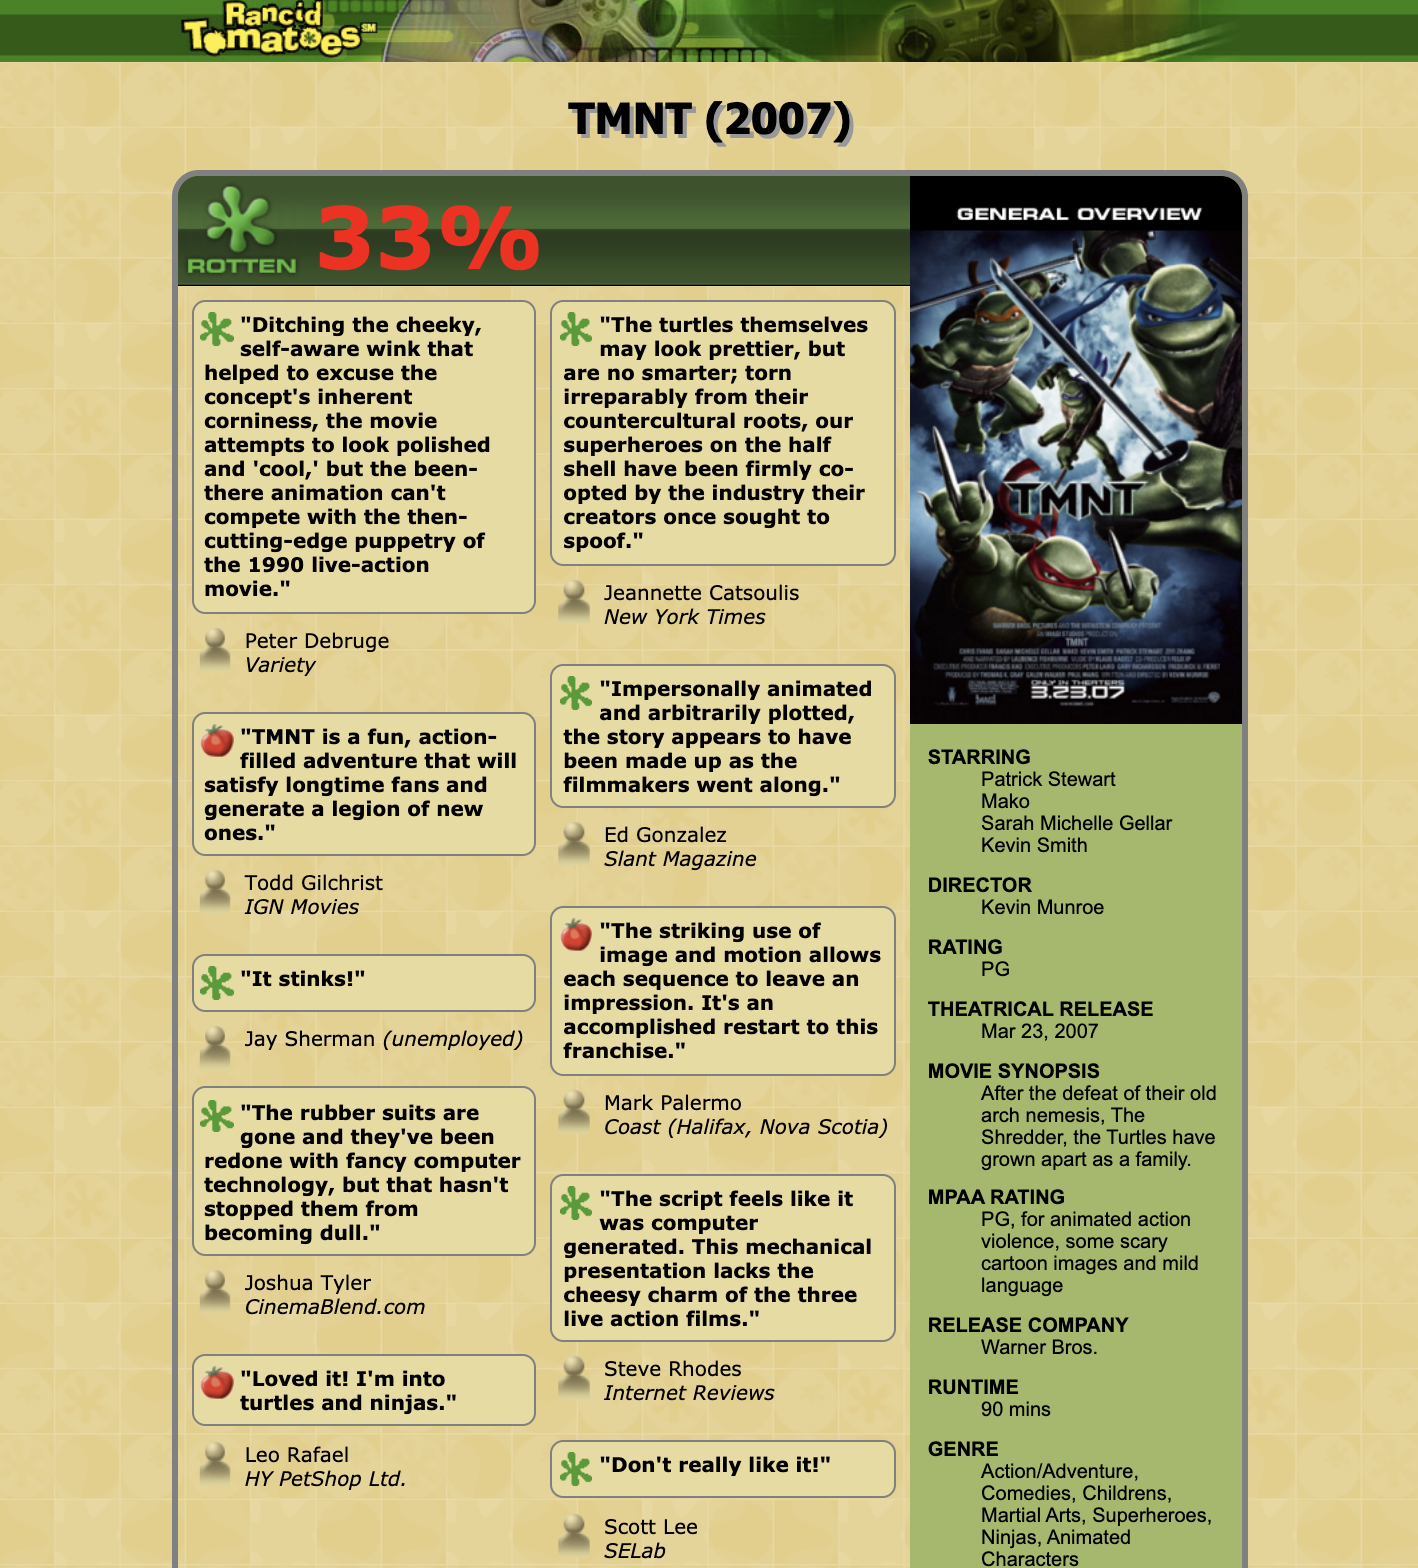 Rancid
Tomatoes℠
TMNT (2007)
ROTTEN
33%
"Ditching the cheeky,
self-aware wink that
helped to excuse the
concept's inherent
corniness, the movie
attempts to look polished
and 'cool,' but the been-
there animation can't
compete with the then-
cutting-edge puppetry of
the 1990 live-action
movie."
Peter Debruge
Variety
"TMNT is a fun, action-
filled adventure that will
satisfy longtime fans and
generate a legion of new
ones."
Todd Gilchrist
IGN Movies
"It stinks!"
Jay Sherman (unemployed)
"The rubber suits are
gone and they've been
redone with fancy computer
technology, but that hasn't
stopped them from
becoming dull."
Joshua Tyler
CinemaBlend.com
"Loved it! I'm into
turtles and ninjas."
Leo Rafael
HY PetShop Ltd.
"The turtles themselves
may look prettier, but
are no smarter; torn
irreparably from their
countercultural roots, our
superheroes on the half
shell have been firmly co-
opted by the industry their
creators once sought to
spoof."
Jeannette Catsoulis
New York Times
"Impersonally animated
and arbitrarily plotted,
the story appears to have
been made up as the
filmmakers went along."
Ed Gonzalez
Slant Magazine
"The striking use of
image and motion allows
each sequence to leave an
impression. It's an
accomplished restart to this
franchise."
Mark Palermo
Coast (Halifax, Nova Scotia)
"The script feels like it
was computer
generated. This mechanical
presentation lacks the
cheesy charm of the three
live action films."
Steve Rhodes
Internet Reviews
"Don't really like it!"
Scott Lee
SELab
GENERAL OVERVIEW
TMNT
TMNT
ONLY IN THEATERS
3.23.07
STARRING
Patrick Stewart
Mako
Sarah Michelle Gellar
Kevin Smith
DIRECTOR
Kevin Munroe
RATING
PG
THEATRICAL RELEASE
Mar 23, 2007
MOVIE SYNOPSIS
After the defeat of their old
arch nemesis, The
Shredder, the Turtles have
grown apart as a family.
MPAA RATING
PG, for animated action
violence, some scary
cartoon images and mild
language
RELEASE COMPANY
Warner Bros.
RUNTIME
90 mins
GENRE
Action/Adventure,
Comedies, Childrens,
Martial Arts, Superheroes,
Ninjas, Animated
Characters